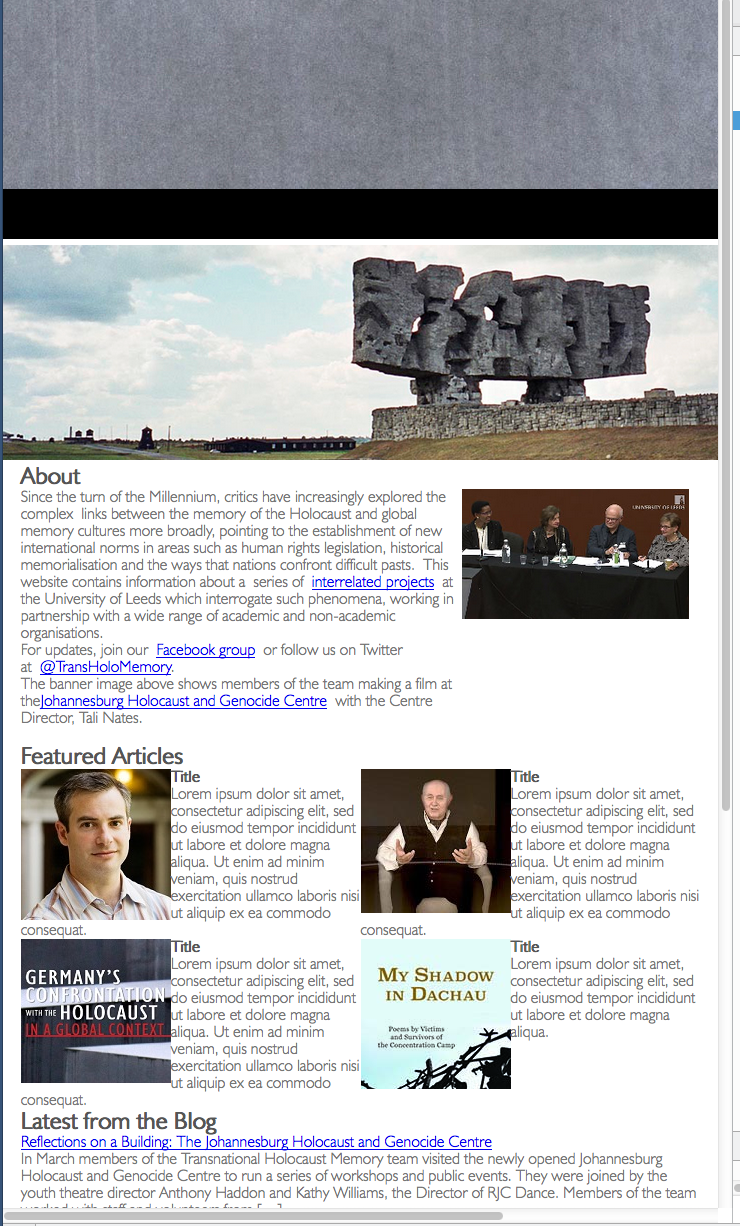 UNIVERSITY OF LEEDS
About
Since the turn of the Millennium, critics have increasingly explored the
complex links between the memory of the Holocaust and global
memory cultures more broadly, pointing to the establishment of new
international norms in areas such as human rights legislation, historical
memorialisation and the ways that nations confront difficult pasts. This
website contains information about a series of interrelated projects at
the University of Leeds which interrogate such phenomena, working in
partnership with a wide range of academic and non-academic
organisations.
For updates, join our Facebook group or follow us on Twitter
at @TransHoloMemory.
The banner image above shows members of the team making a film at
theJohannesburg Holocaust and Genocide Centre with the Centre
Director, Tali Nates.
Featured Articles
Title
Lorem ipsum dolor sit amet,
consectetur adipiscing elit, sed
do eiusmod tempor incididunt
ut labore et dolore magna
aliqua. Ut enim ad minim
veniam, quis nostrud
exercitation ullamco laboris nisi
ut aliquip ex ea commodo
consequat.
Title
Lorem ipsum dolor sit amet,
consectetur adipiscing elit, sed
do eiusmod tempor incididunt
ut labore et dolore magna
aliqua. Ut enim ad minim
veniam, quis nostrud
exercitation ullamco laboris nisi
ut aliquip ex ea commodo
consequat.
GERMANY'S
CONFRONTATION
WITH THE HOLOCAUST
IN A GLOBAL CONTEXT
Title
Lorem ipsum dolor sit amet,
consectetur adipiscing elit, sed
do eiusmod tempor incididunt
ut labore et dolore magna
aliqua. Ut enim ad minim
veniam, quis nostrud
exercitation ullamco laboris nisi
ut aliquip ex ea commodo
consequat.
MY SHADOW
IN DACHAU
Poems by Victims
and Survivors of
the Concentration Camp
Title
Lorem ipsum dolor sit amet,
consectetur adipiscing elit, sed
do eiusmod tempor incididunt
ut labore et dolore magna
aliqua.
Latest from the Blog
Reflections on a Building: The Johannesburg Holocaust and Genocide Centre
In March members of the Transnational Holocaust Memory team visited the newly opened Johannesburg
Holocaust and Genocide Centre to run a series of workshops and public events. They were joined by the
youth theatre director Anthony Haddon and Kathy Williams, the Director of RJC Dance. Members of the team
worked with staff and volunteers from [...]